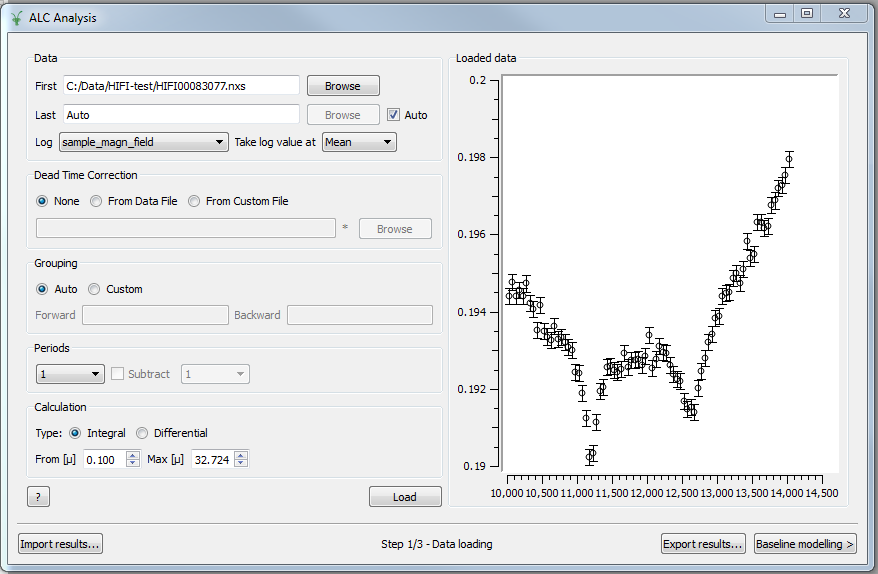 ALC Analysis
Data
First C:/Data/HIFI-test/HIFI00083077.nxs Browse
Last Auto Browse Auto
Log sample_magn_field Take log value at Mean
Dead Time Correction
None From Data File From Custom File
* Browse
Grouping
Auto Custom
Forward Backward
Periods
1 Subtract 1
Calculation
Type: Integral Differential
From [µ] 0.100 Max [µ] 32.724
? Load
Loaded data
0.2
0.198
0.196
0.194
0.192
0.19
10,000 10,500 11,000 11,500 12,000 12,500 13,000 13,500 14,000 14,500
Import results... Step 1/3 - Data loading Export results... Baseline modelling >